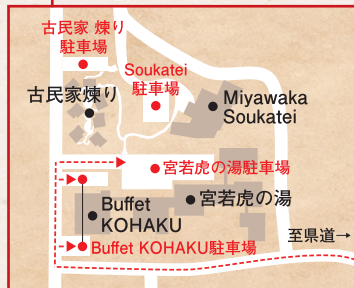 古民家 煉り
駐車場
Soukatei
駐車場
古民家煉り
Miyawaka
Soukatei
宮若虎の湯駐車場
Buffet
KOHAKU
宮若虎の湯
至県道→
Buffet KOHAKU駐車場